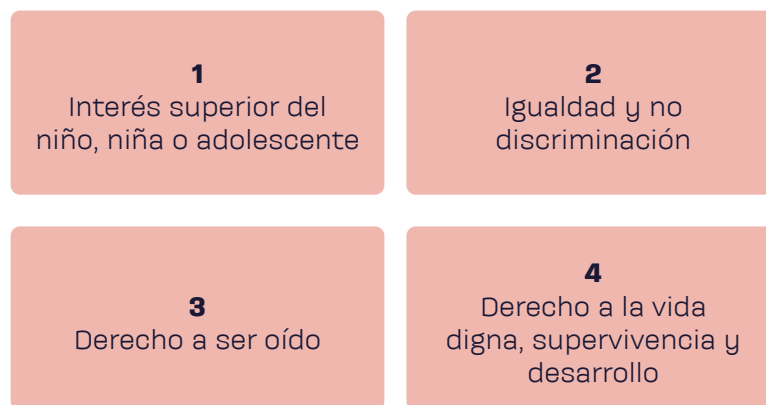 1
Interés superior del
niño, niña o adolescente
2
Igualdad y no
discriminación
3
Derecho a ser oído
4
Derecho a la vida
digna, supervivencia y
desarrollo